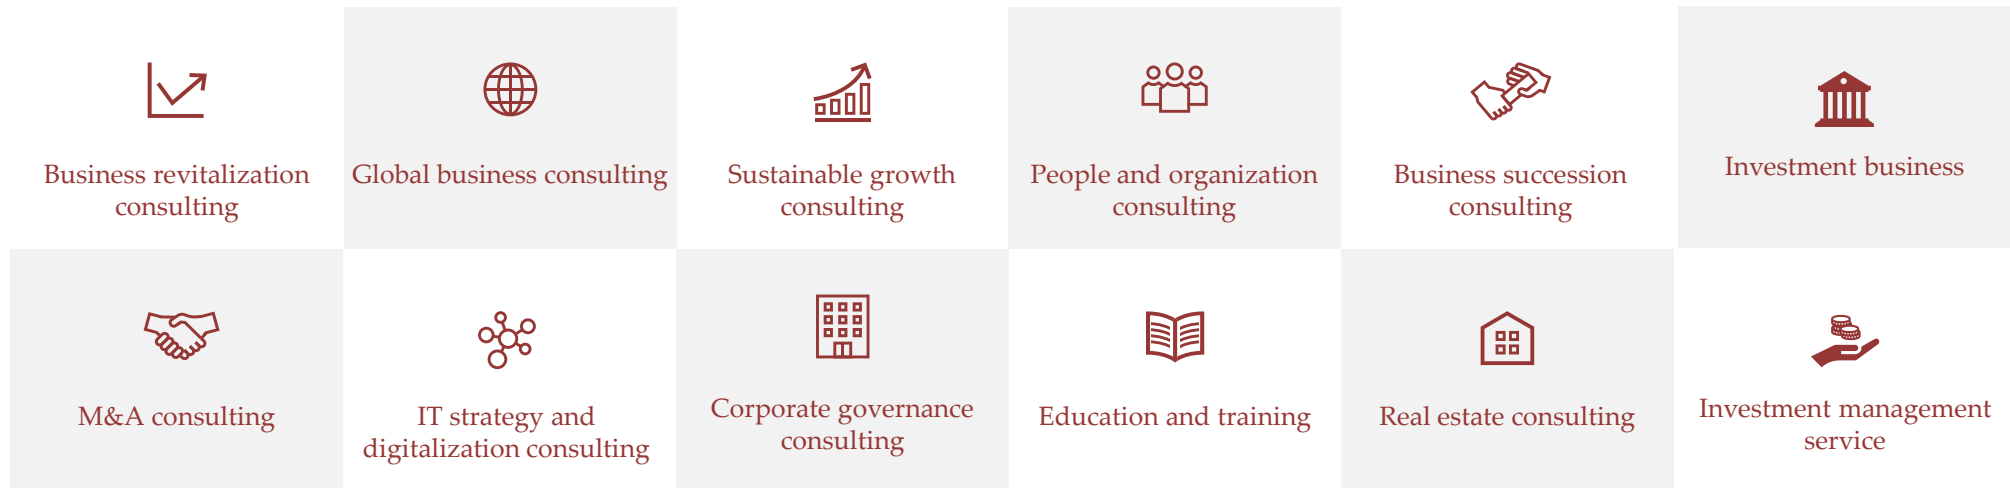 Business revitalization
consulting
Global business consulting
Sustainable growth
consulting
People and organization
consulting
Business succession
consulting
Investment business
M&A consulting
IT strategy and
digitalization consulting
Corporate governance
consulting
Education and training
Real estate consulting
Investment management
service